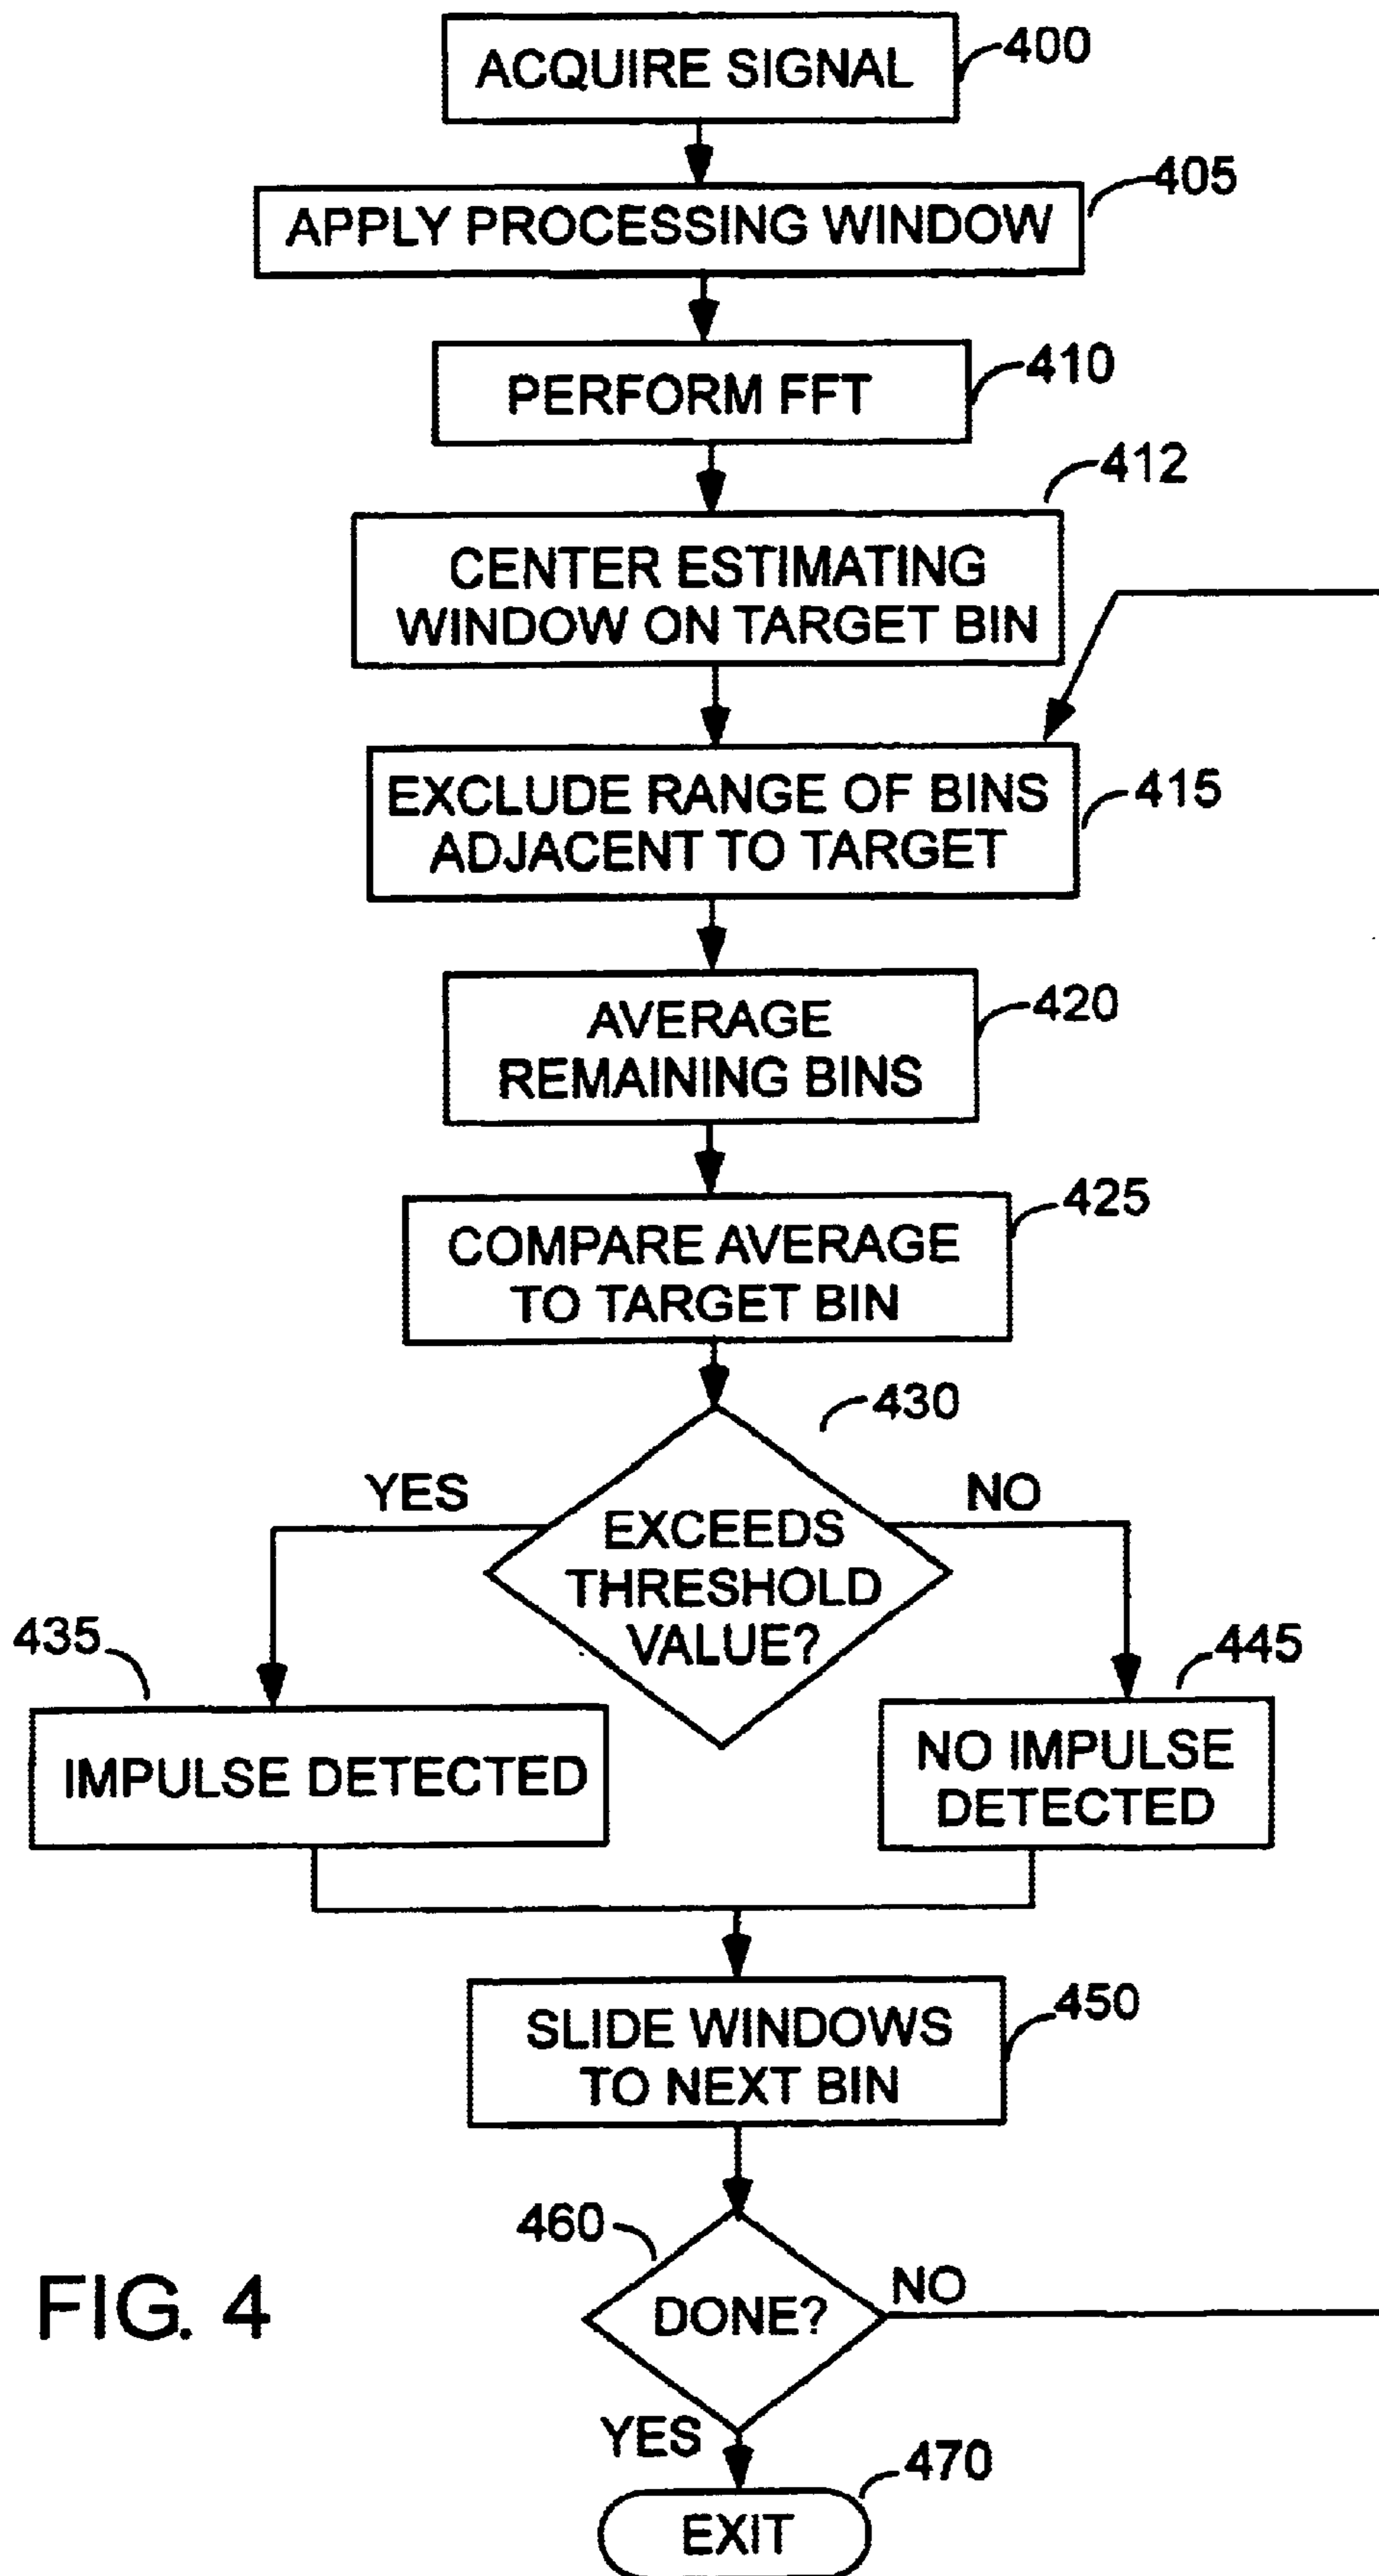 ACQUIRE SIGNAL
400
APPLY PROCESSING WINDOW
405
PERFORM FFT
410
412
CENTER ESTIMATING
WINDOW ON TARGET BIN
EXCLUDE RANGE OF BINS
ADJACENT TO TARGET
415
AVERAGE
REMAINING BINS
420
COMPARE AVERAGE
TO TARGET BIN
425
430
YES
NO
EXCEEDS
THRESHOLD
VALUE?
435
445
IMPULSE DETECTED
NO IMPULSE
DETECTED
SLIDE WINDOWS
TO NEXT BIN
450
460
DONE?
NO
FIG. 4
YES
470
EXIT